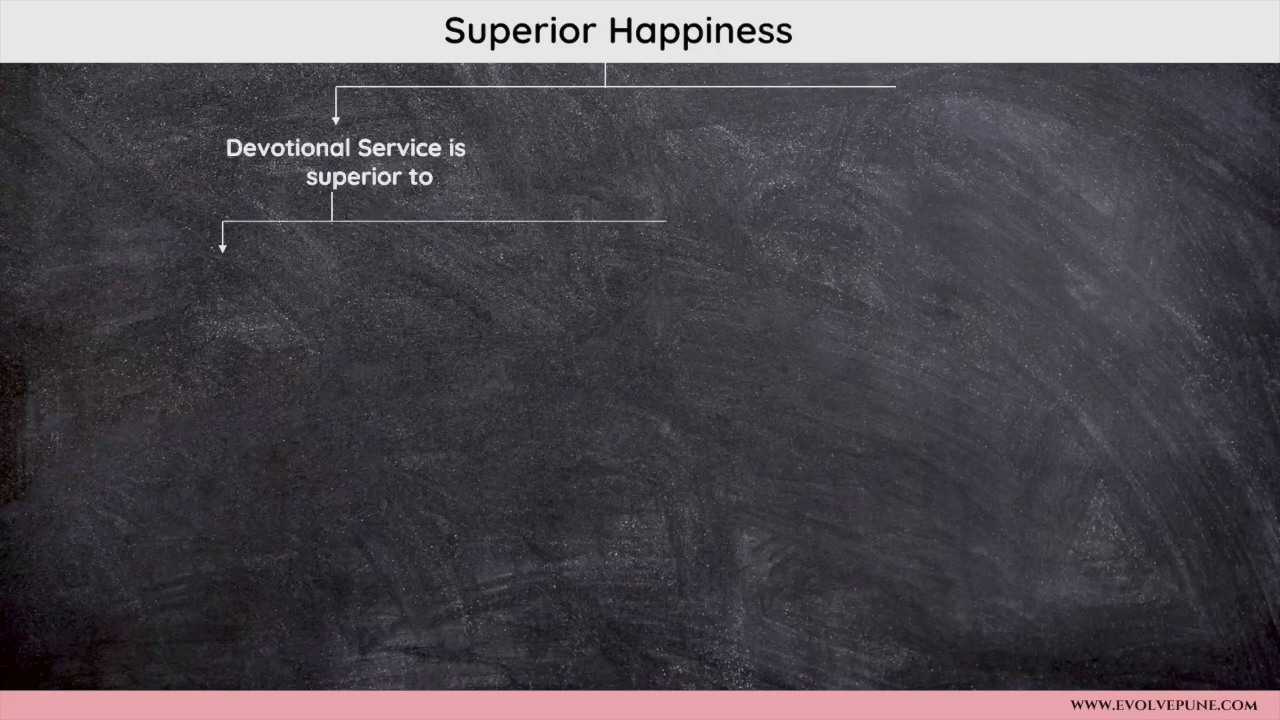 Superior Happiness
Devotional Service is
superior to
WWW.EVOLVEPUNE.COM